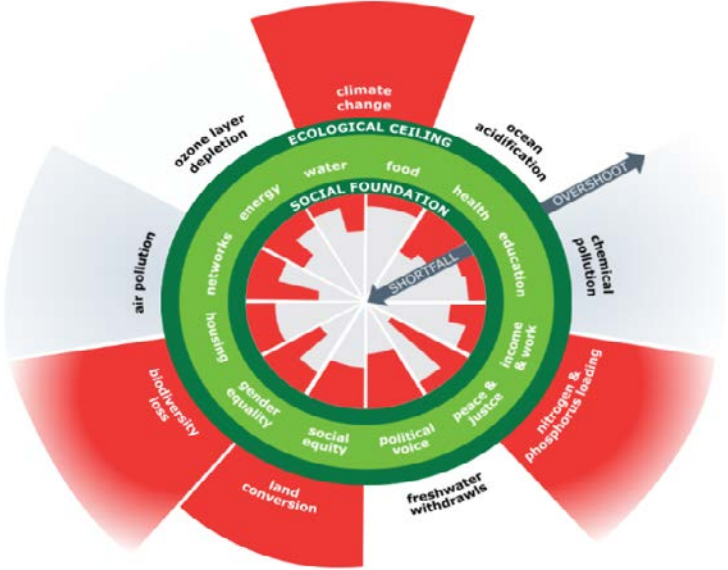 climate
change
ECOLOGICAL CEILING
ozone layer
depletion
ocean
acidification
water
food
energy
health
SOCIAL FOUNDATION
OVERSHOOT
SHORTFALL
networks
education
air pollution
chemical
pollution
housing
income
& work
biodiversity
loss
gender
equality
peace &
justce
nitrogen &
phosphorus loading
social
equity
political
voice
land
conversion
freshwater
withdrawls